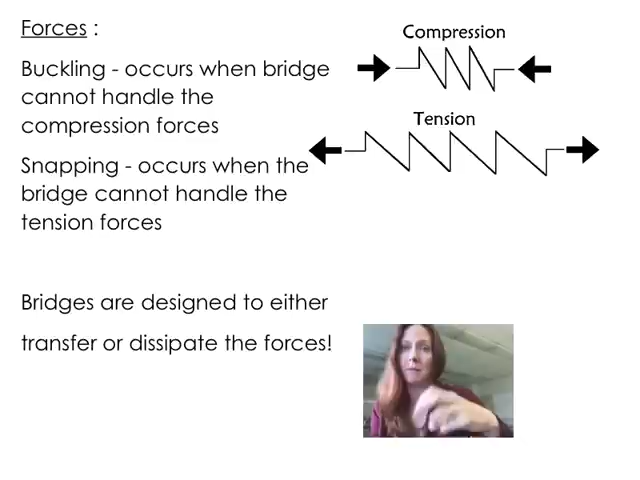 Forces :
Buckling - occurs when bridge
cannot handle the
compression forces
Snapping - occurs when the
bridge cannot handle the
tension forces
Bridges are designed to either
transfer or dissipate the forces!
Compression
Tension